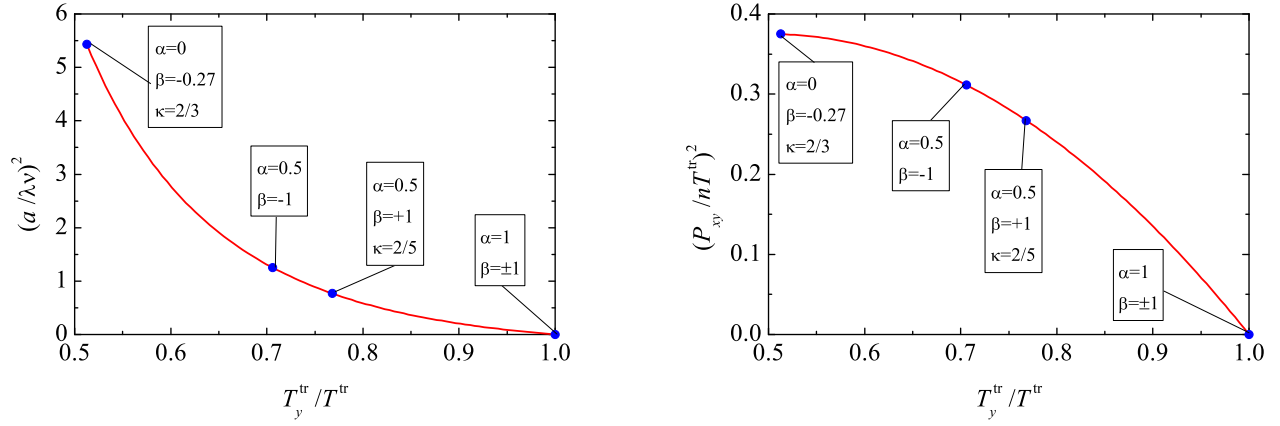 6
5
4
3
2
1
0
(a/λν)²
α=0
β=-0.27
κ=2/3
α=0.5
β=-1
α=0.5
β=+1
κ=2/5
α=1
β=±1
0.5
0.6
0.7
0.8
0.9
1.0
T_y^tr/T^tr
0.4
0.3
0.2
0.1
0.0
(P_xy/nT^tr)²
α=0
β=-0.27
κ=2/3
α=0.5
β=-1
α=0.5
β=+1
κ=2/5
α=1
β=±1
0.5
0.6
0.7
0.8
0.9
1.0
T_y^tr/T^tr